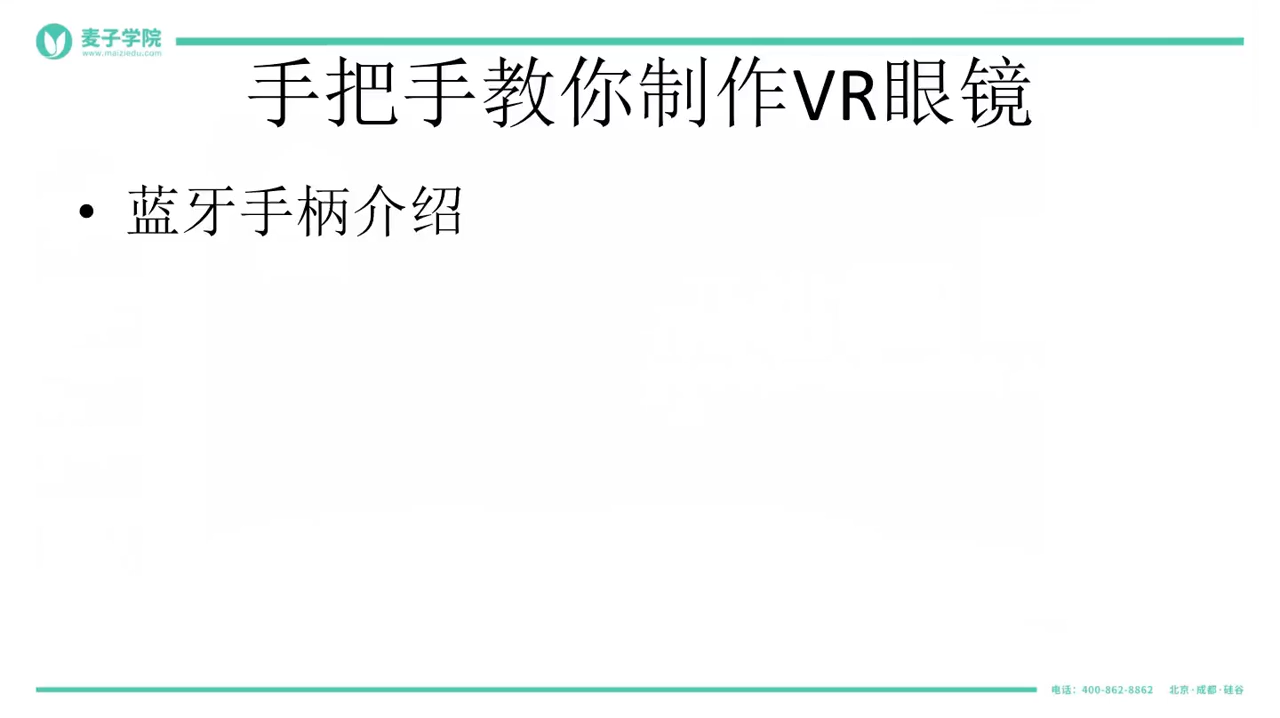 麦子学院
www.maiziedu.com
手把手教你制作VR眼镜
• 蓝牙手柄介绍
电话：400-862-8862 北京·成都·硅谷